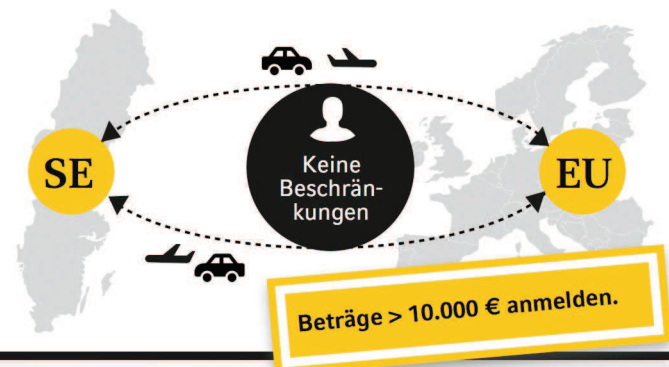 SE
Keine
Beschrän-
kungen
EU
Beträge > 10.000 € anmelden.